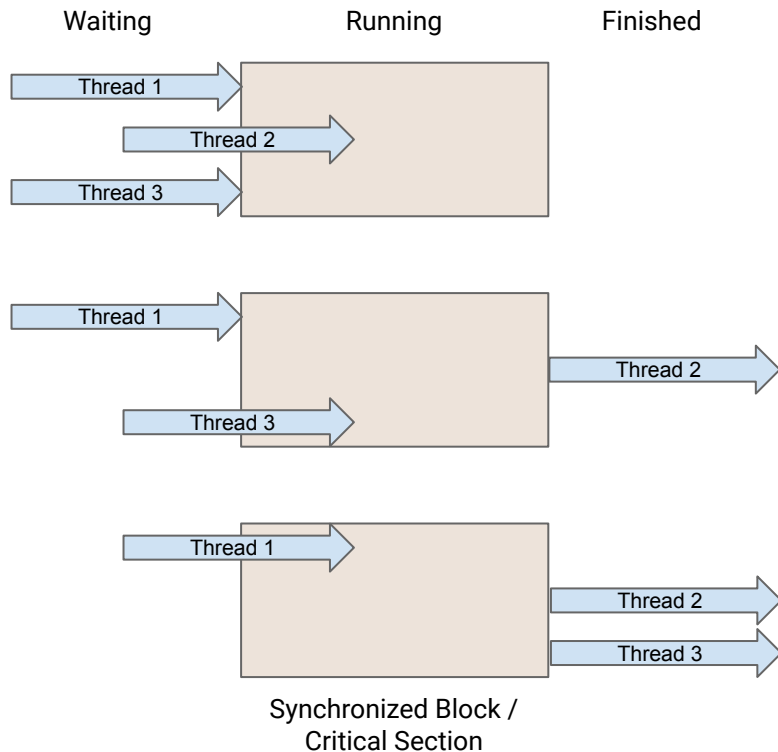 Waiting
Running
Finished
Thread 1
Thread 2
Thread 3
Thread 1
Thread 2
Thread 3
Thread 1
Thread 2
Thread 3
Synchronized Block /
Critical Section